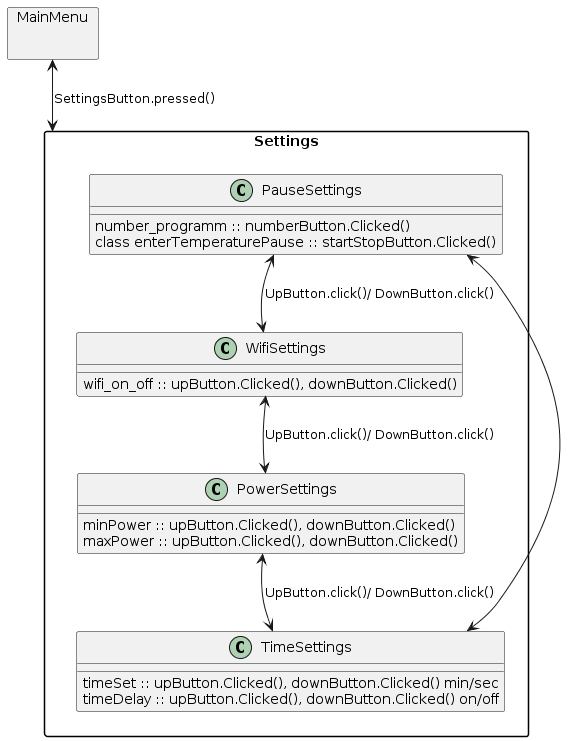 MainMenu
SettingsButton.pressed()
Settings
C PauseSettings
number_programm :: numberButton.Clicked()
class enterTemperaturePause :: startStopButton.Clicked()
UpButton.click()/ DownButton.click()
C WifiSettings
wifi_on_off :: upButton.Clicked(), downButton.Clicked()
UpButton.click()/ DownButton.click()
C PowerSettings
minPower :: upButton.Clicked(), downButton.Clicked()
maxPower :: upButton.Clicked(), downButton.Clicked()
UpButton.click()/ DownButton.click()
C TimeSettings
timeSet :: upButton.Clicked(), downButton.Clicked() min/sec
timeDelay :: upButton.Clicked(), downButton.Clicked() on/off